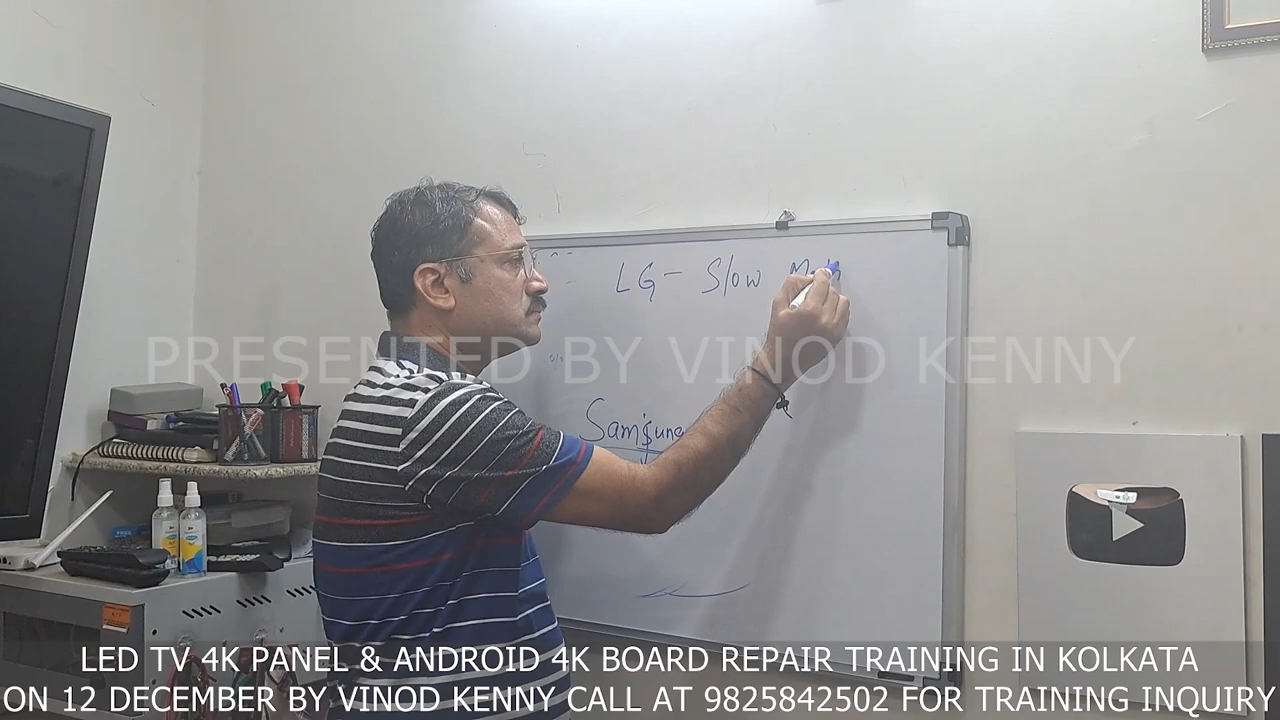 LG - Slow
PRESENTED BY VINOD KENNY
Samsung
LED TV 4K PANEL & ANDROID 4K BOARD REPAIR TRAINING IN KOLKATA
ON 12 DECEMBER BY VINOD KENNY CALL AT 9825842502 FOR TRAINING INQUIRY